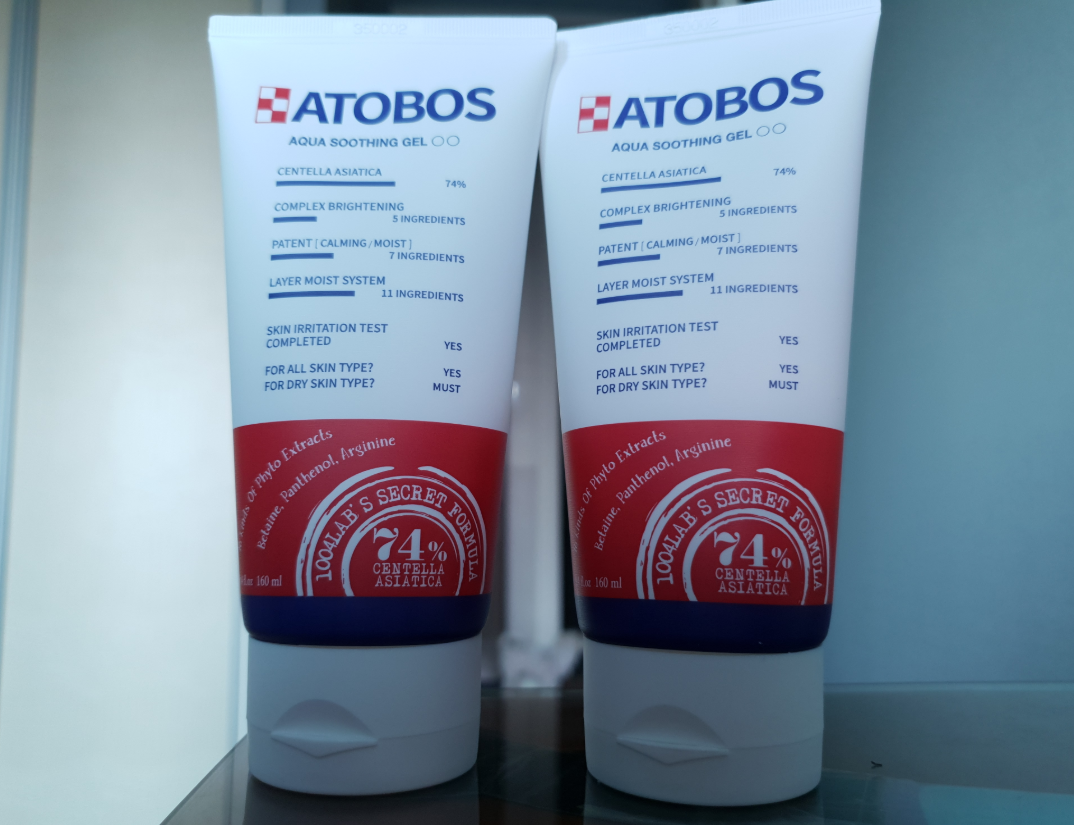 ATOBOS
AQUA SOOTHING GEL
CENTELLA ASIATICA
74%
COMPLEX BRIGHTENING
5 INGREDIENTS
PATENT [ CALMING / MOIST ]
7 INGREDIENTS
LAYER MOIST SYSTEM
11 INGREDIENTS
SKIN IRRITATION TEST
COMPLETED YES
FOR ALL SKIN TYPE? YES
FOR DRY SKIN TYPE? MUST
Of Phyto Extracts
Betaine, Panthenol, Arginine
1004LAB'S SECRET FORMULA
74%
CENTELLA
ASIATICA
160 ml
ATOBOS
AQUA SOOTHING GEL
CENTELLA ASIATICA
74%
COMPLEX BRIGHTENING
5 INGREDIENTS
PATENT [ CALMING / MOIST ]
7 INGREDIENTS
LAYER MOIST SYSTEM
11 INGREDIENTS
SKIN IRRITATION TEST
COMPLETED YES
FOR ALL SKIN TYPE? YES
FOR DRY SKIN TYPE? MUST
Of Phyto Extracts
Betaine, Panthenol, Arginine
1004LAB'S SECRET FORMULA
74%
CENTELLA
ASIATICA
160 ml